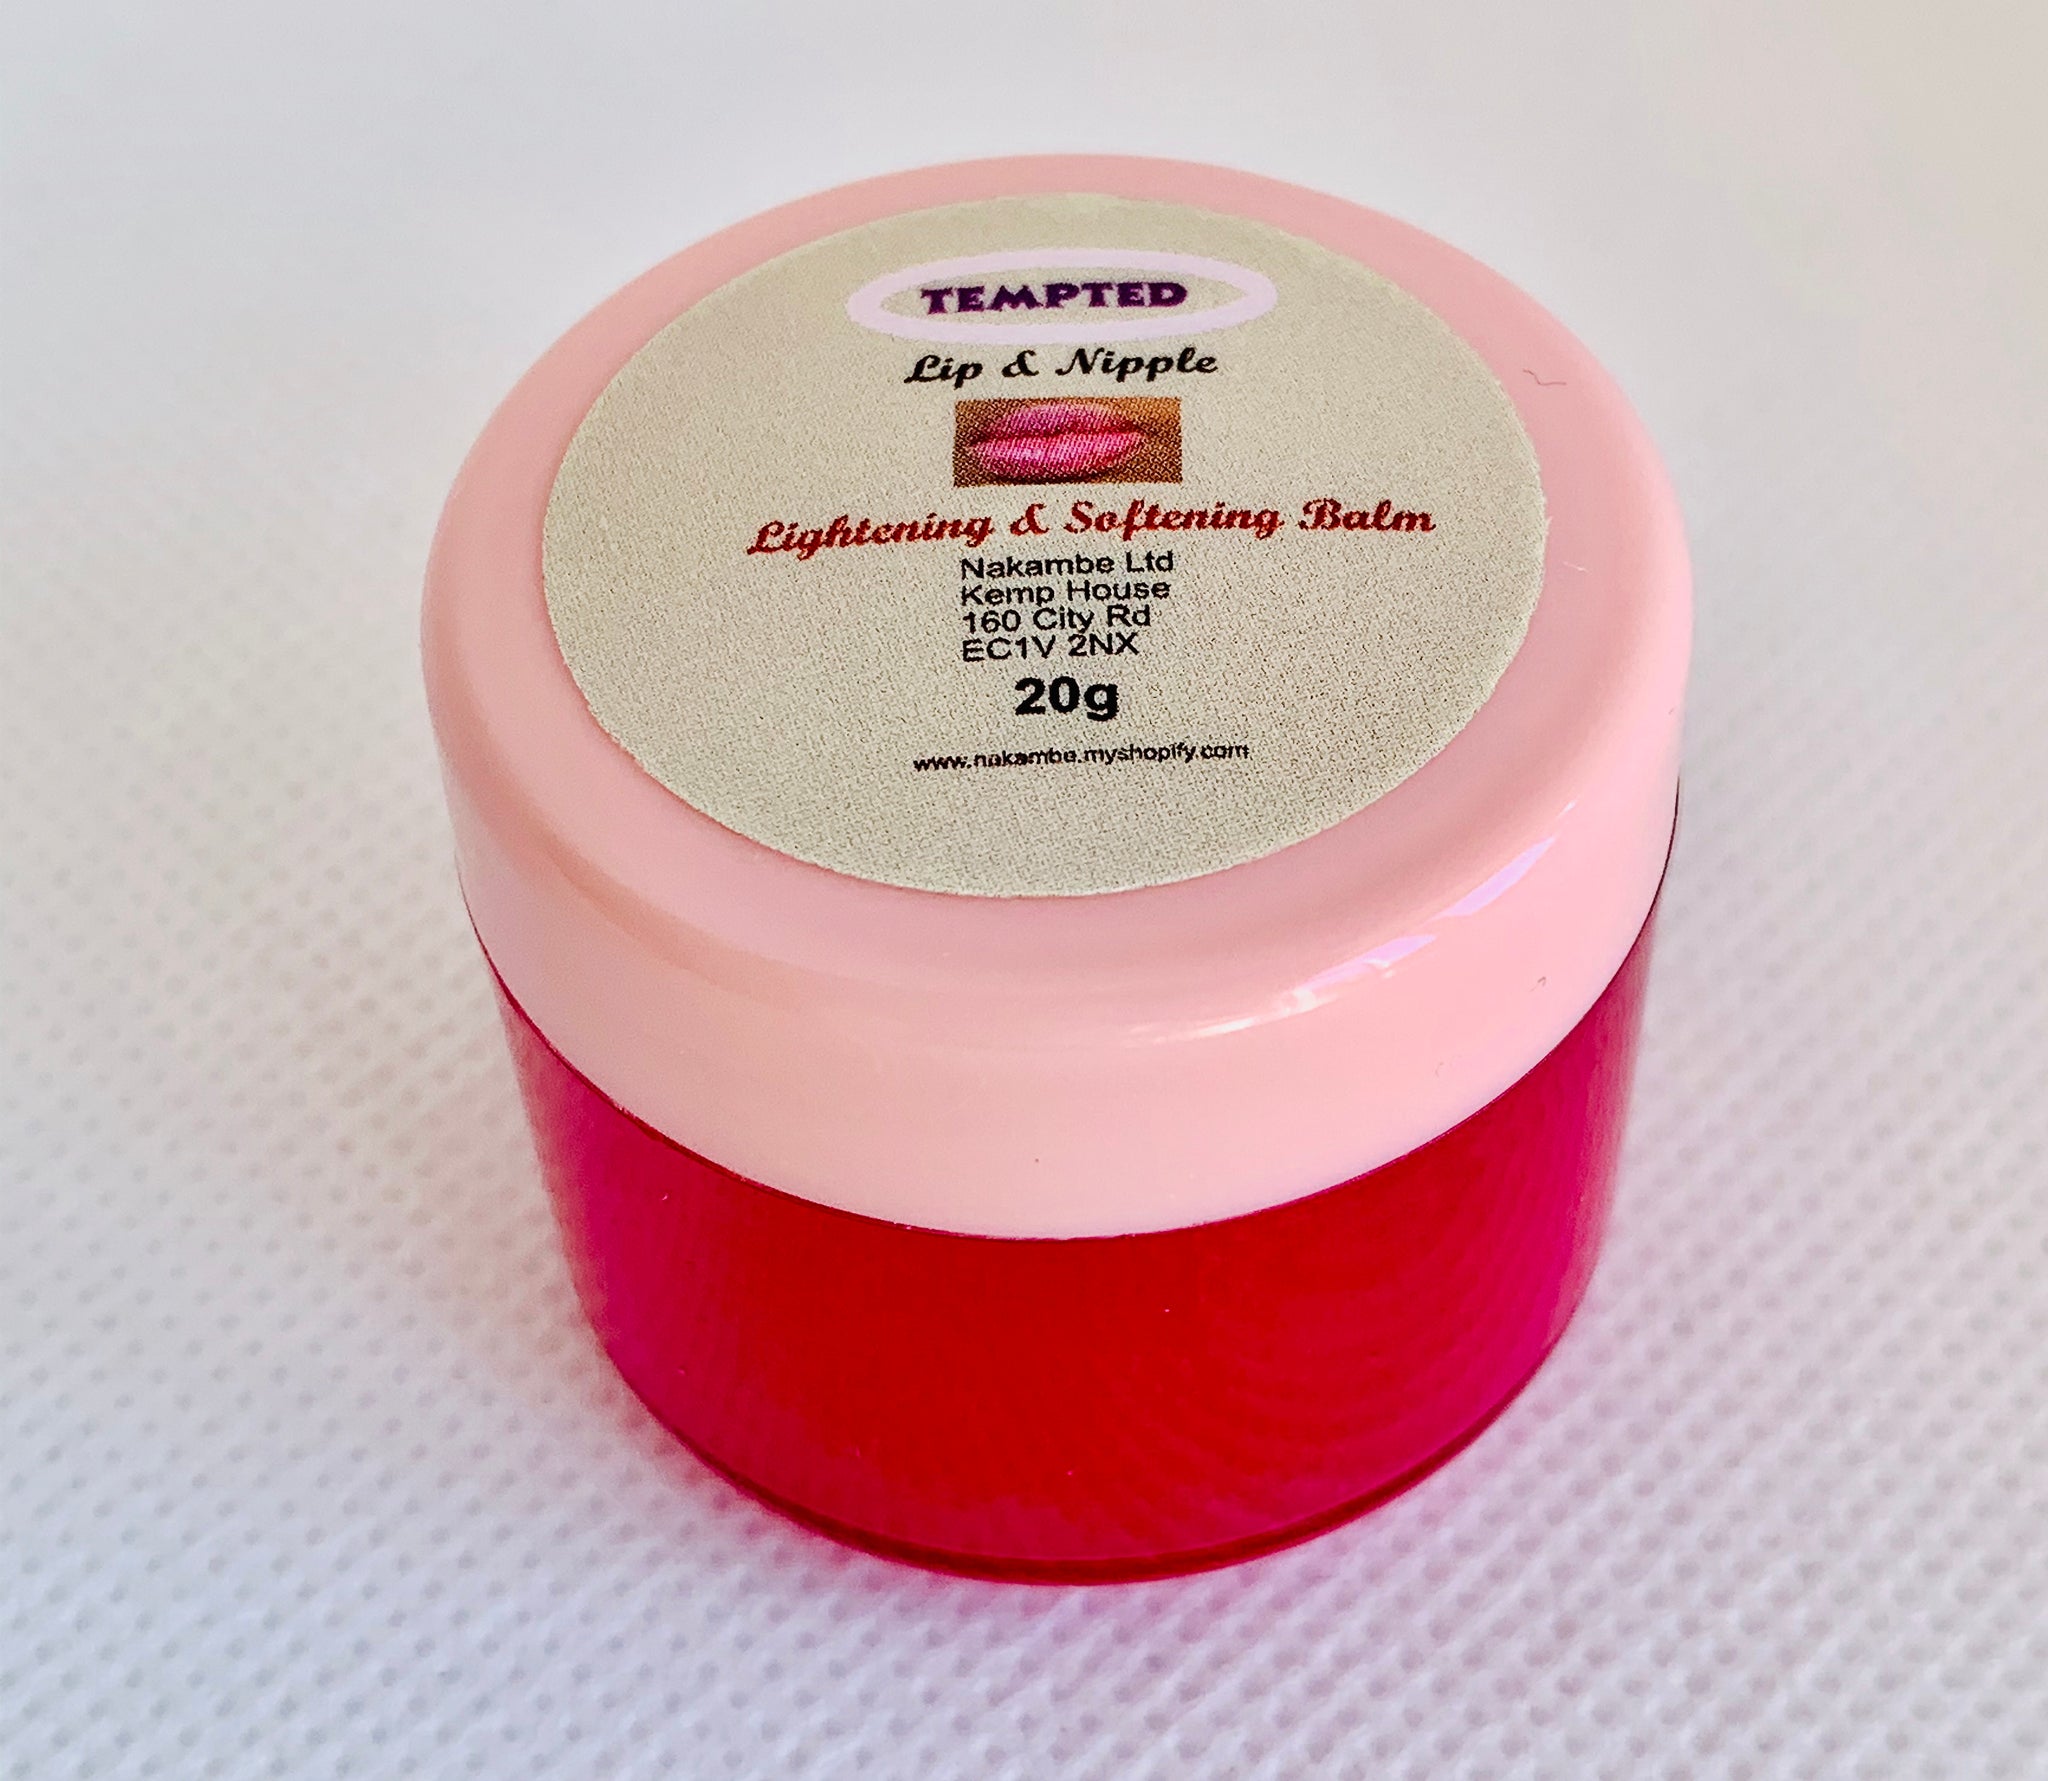 TEMPTED
Lip & Nipple
Lightening & Softening Balm
Nakambe Ltd
Kemp House
160 City Rd
EC1V 2NX
20g
www.nakambe.myshopify.com